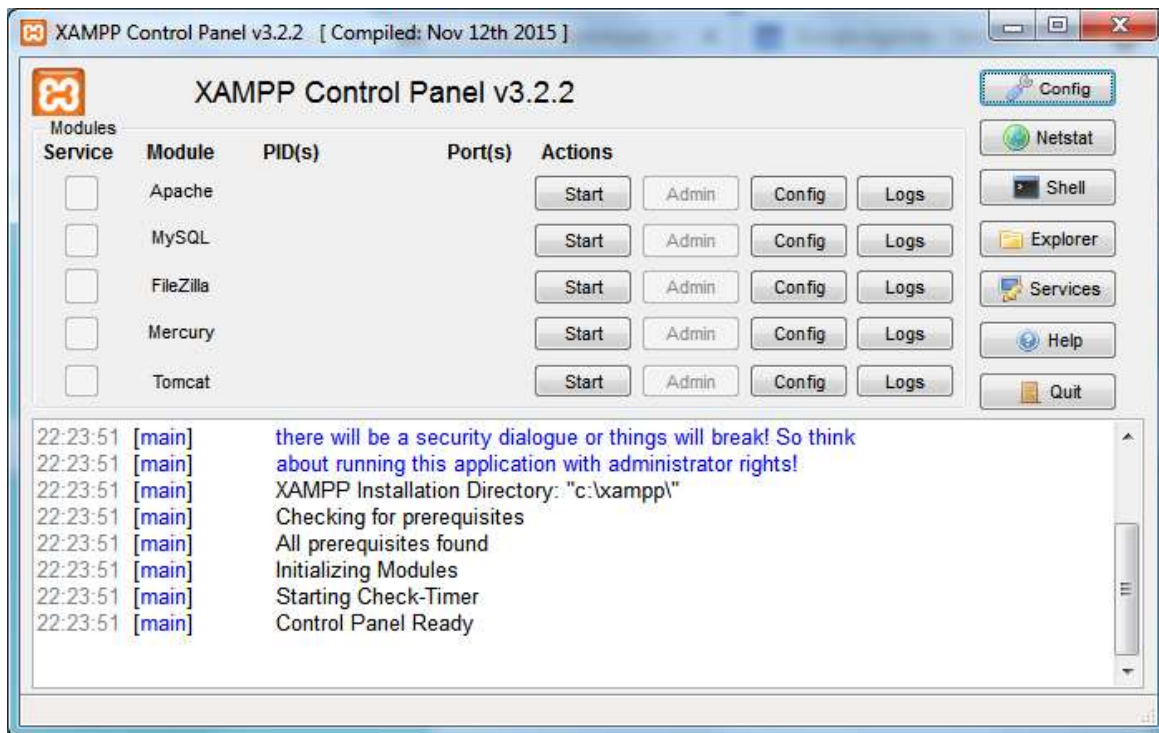 XAMPP Control Panel v3.2.2 [ Compiled: Nov 12th 2015 ]
XAMPP Control Panel v3.2.2
Config
Netstat
Shell
Explorer
Services
Help
Quit
Modules
Service Module PID(s) Port(s) Actions
Apache Start Admin Config Logs
MySQL Start Admin Config Logs
FileZilla Start Admin Config Logs
Mercury Start Admin Config Logs
Tomcat Start Admin Config Logs
22:23:51 [main] there will be a security dialogue or things will break! So think
22:23:51 [main] about running this application with administrator rights!
22:23:51 [main] XAMPP Installation Directory: "c:\xampp\"
22:23:51 [main] Checking for prerequisites
22:23:51 [main] All prerequisites found
22:23:51 [main] Initializing Modules
22:23:51 [main] Starting Check-Timer
22:23:51 [main] Control Panel Ready